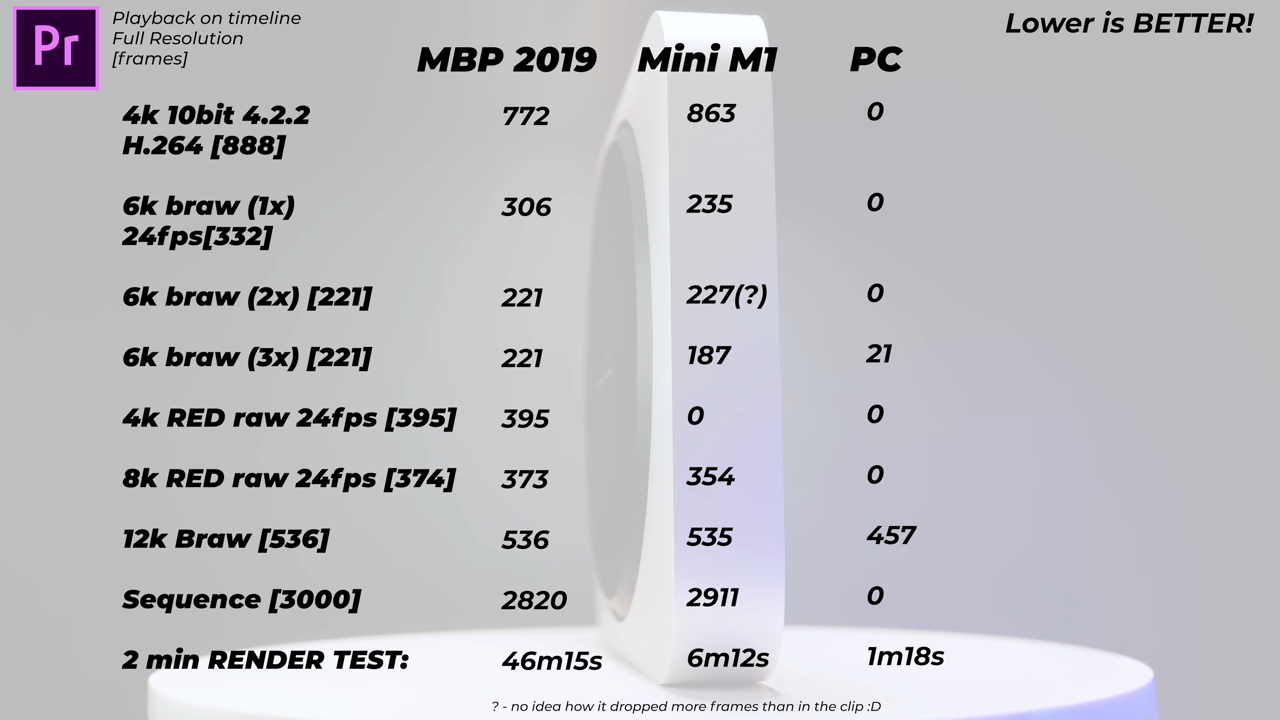 Pr
Playback on timeline
Full Resolution
[frames]
Lower is BETTER!
MBP 2019 Mini M1 PC
4k 10bit 4.2.2
H.264 [888] 772 863 0
6k braw (1x)
24fps[332] 306 235 0
6k braw (2x) [221] 221 227(?) 0
6k braw (3x) [221] 221 187 21
4k RED raw 24fps [395] 395 0 0
8k RED raw 24fps [374] 373 354 0
12k Braw [536] 536 535 457
Sequence [3000] 2820 2911 0
2 min RENDER TEST: 46m15s 6m12s 1m18s
? - no idea how it dropped more frames than in the clip :D